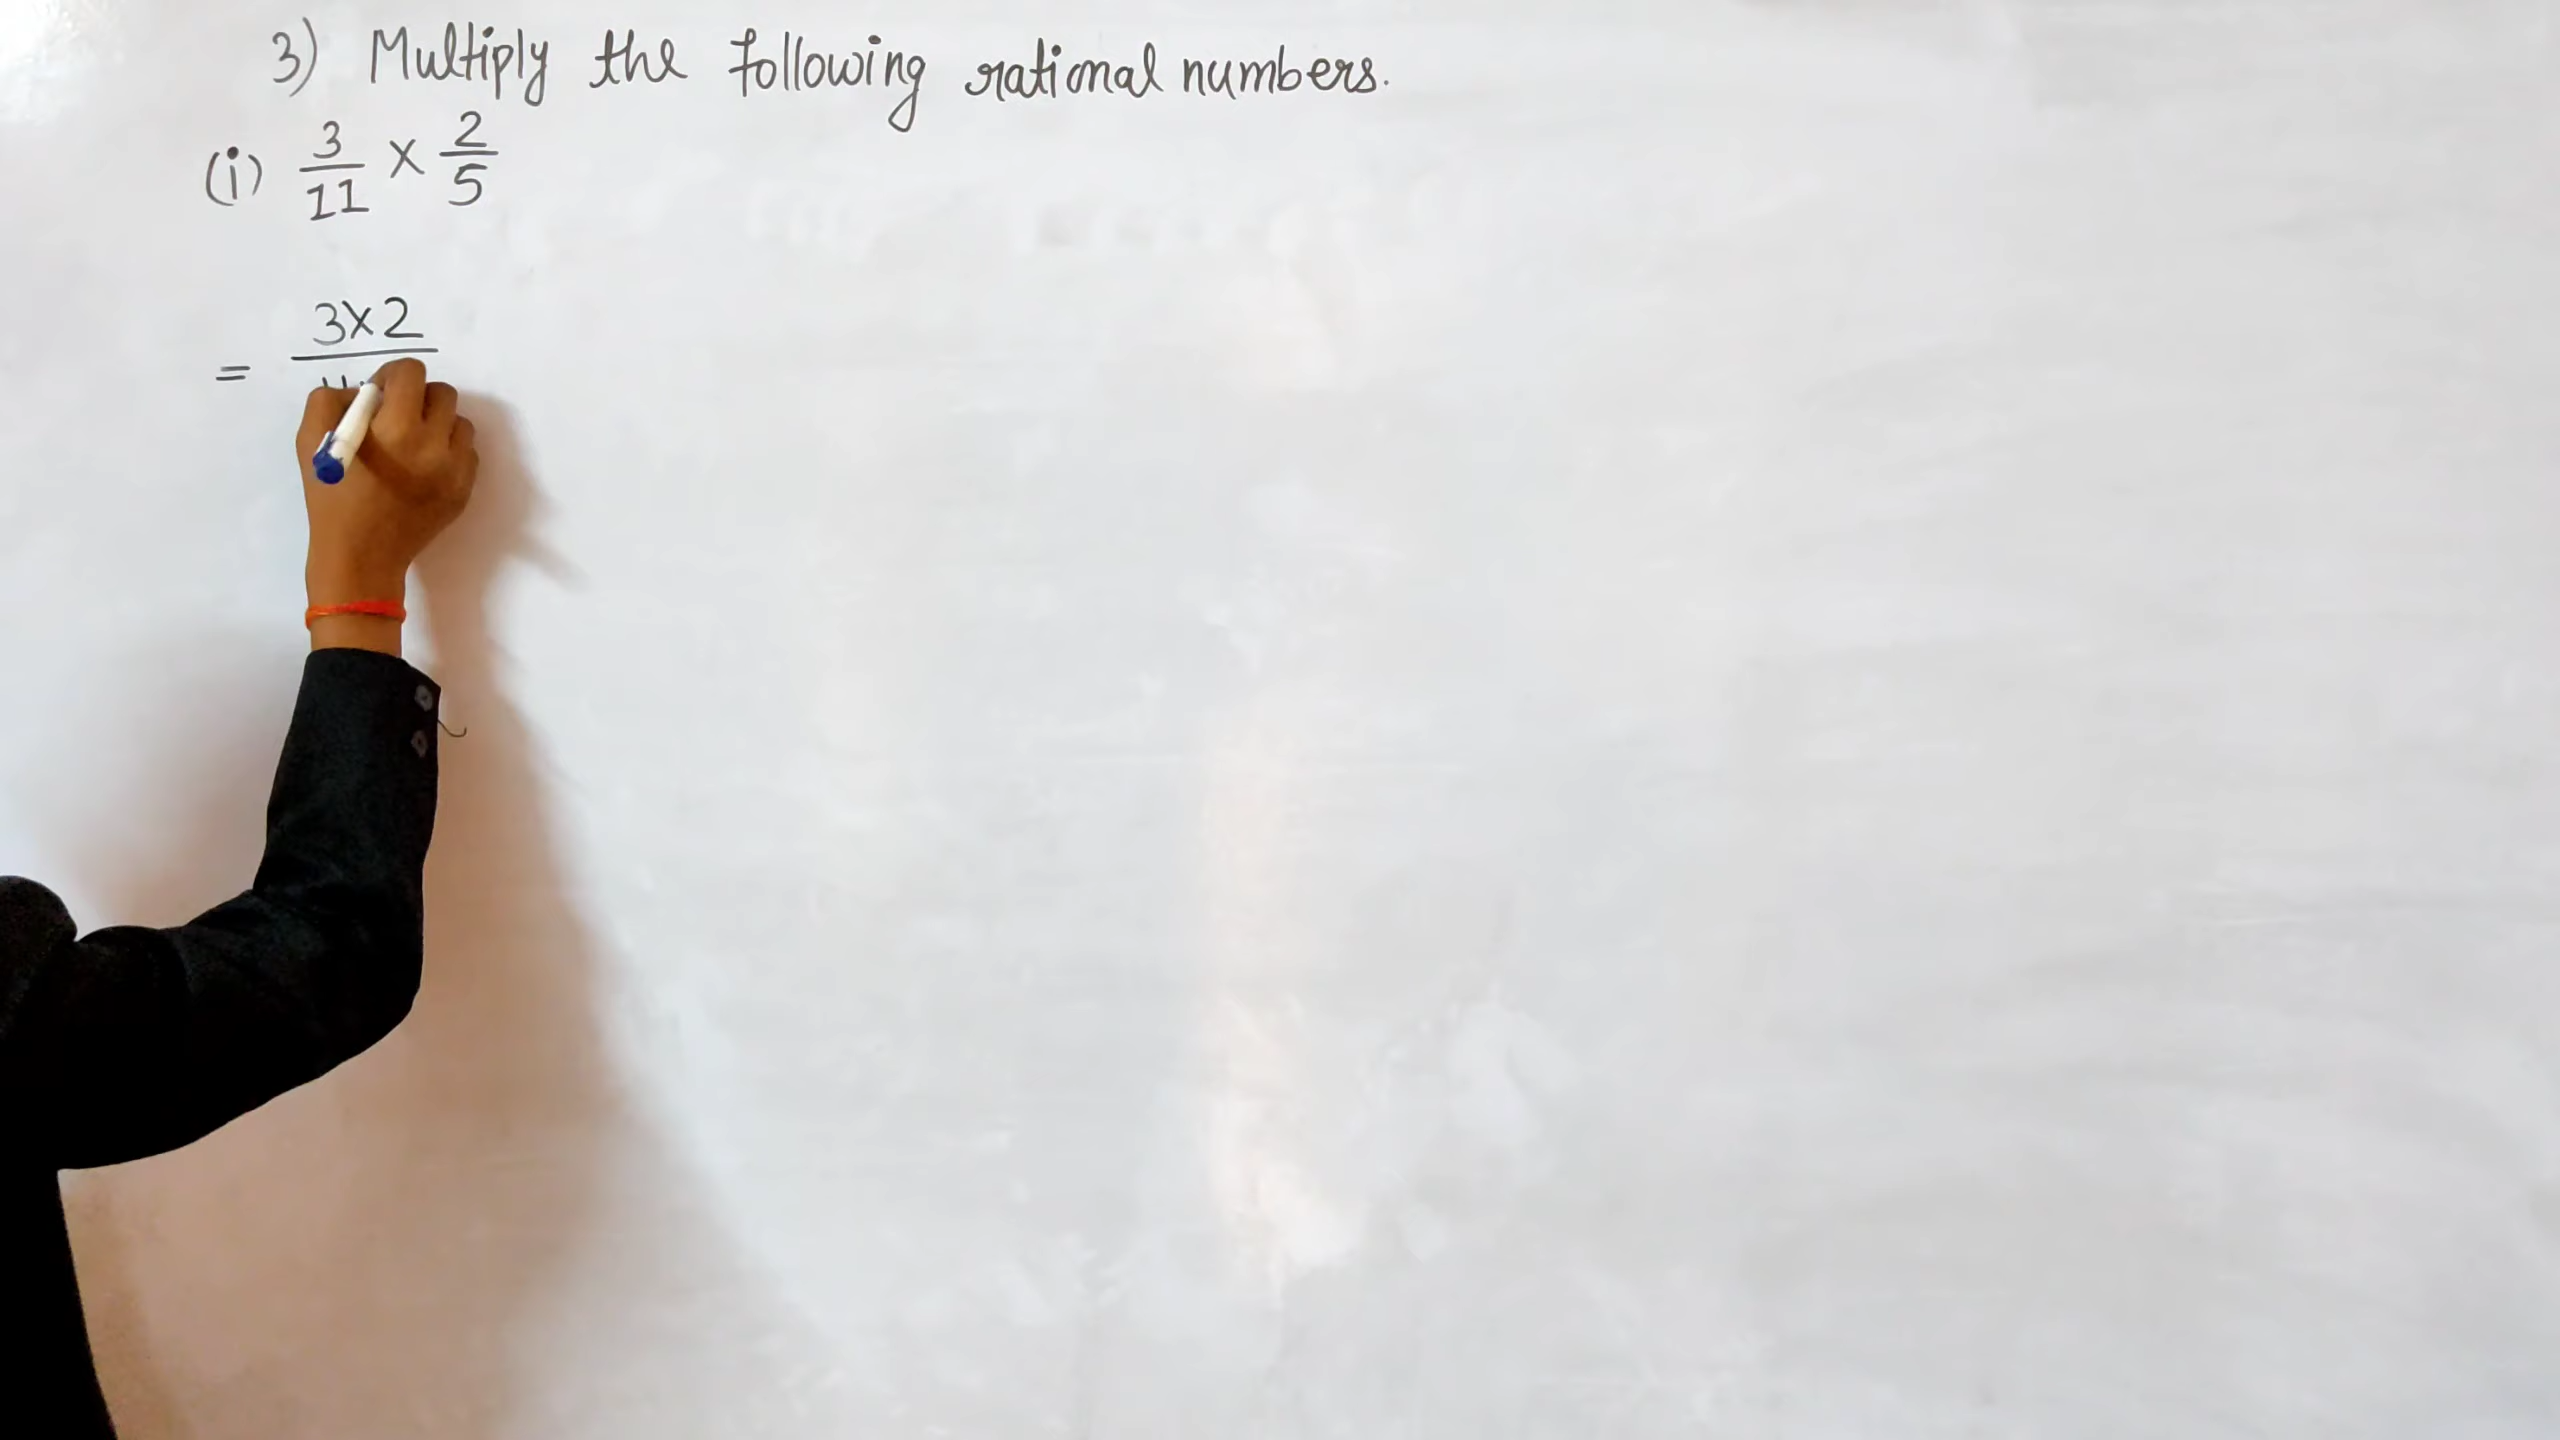 3) Multiply the following rational numbers.
(i) 3/11 × 2/5
= 3×2